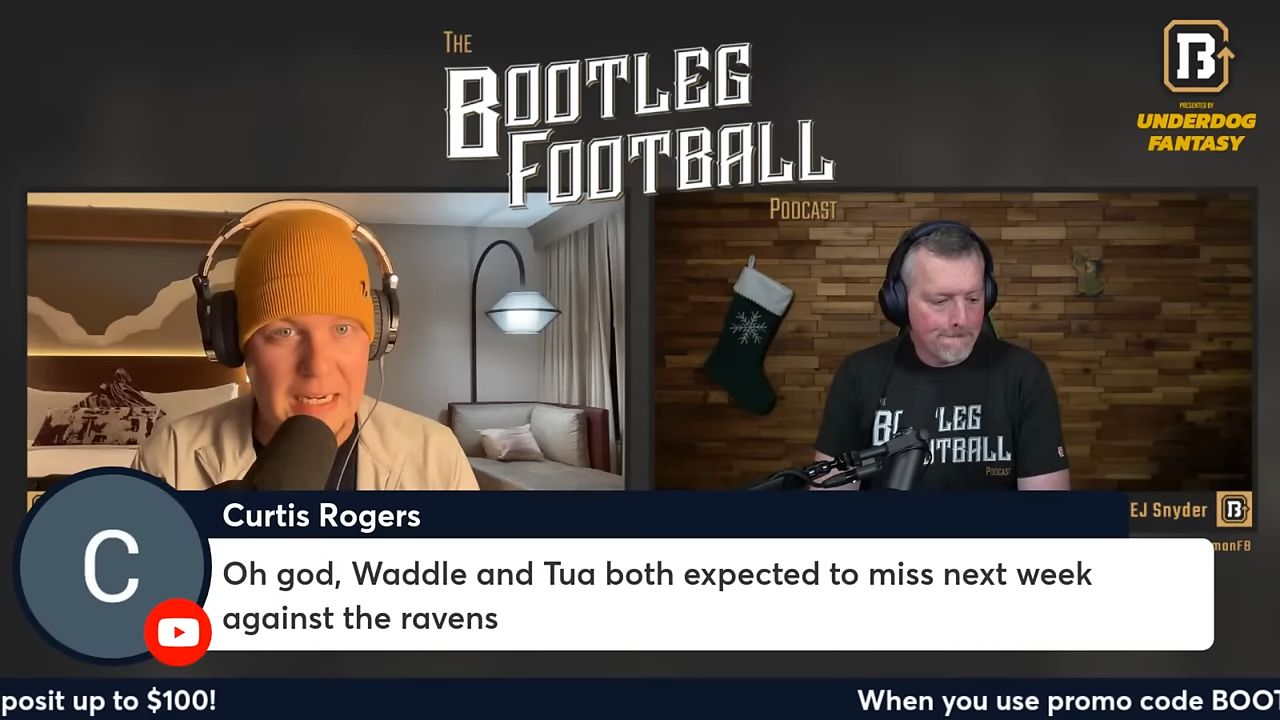 THE
BOOTLEG
FOOTBALL
PODCAST
B
PRESENTED BY
UNDERDOG
FANTASY
PODCAST
EJ Snyder
B
manFB
C
Curtis Rogers
Oh god, Waddle and Tua both expected to miss next week
against the ravens
posit up to $100!
When you use promo code BOOT